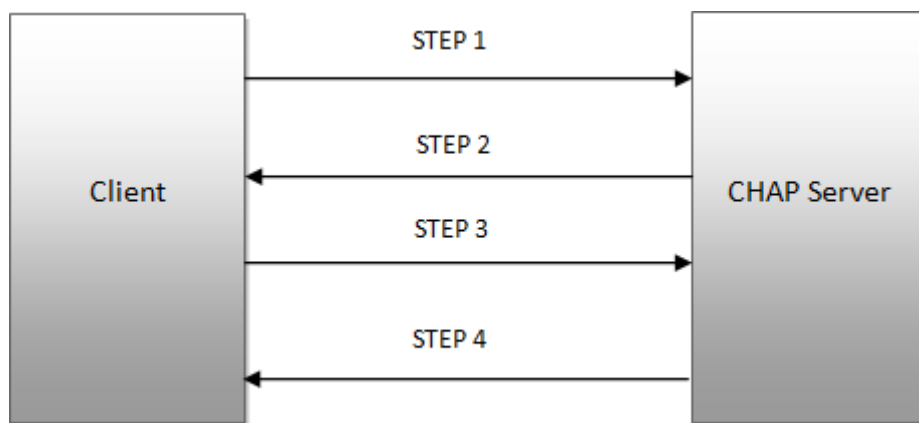 STEP 1
STEP 2
Client
CHAP Server
STEP 3
STEP 4